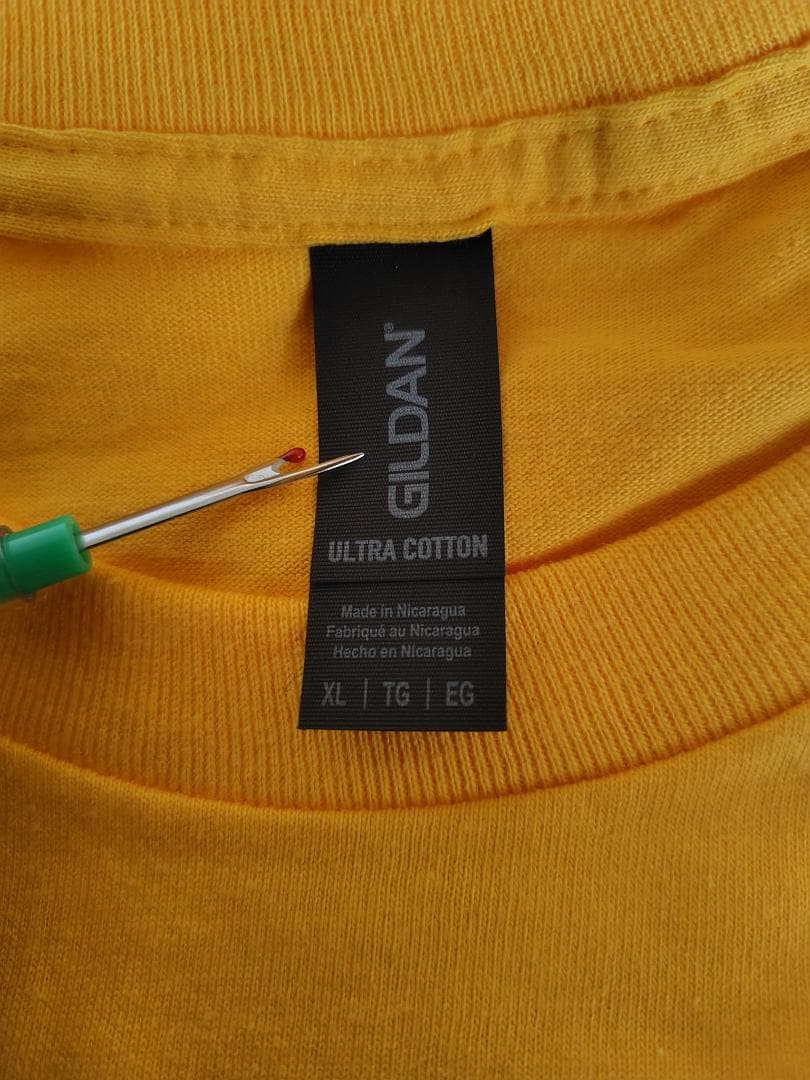 GILDAN®
ULTRA COTTON
Made in Nicaragua
Fabriqué au Nicaragua
Hecho en Nicaragua
XL | TG | EG